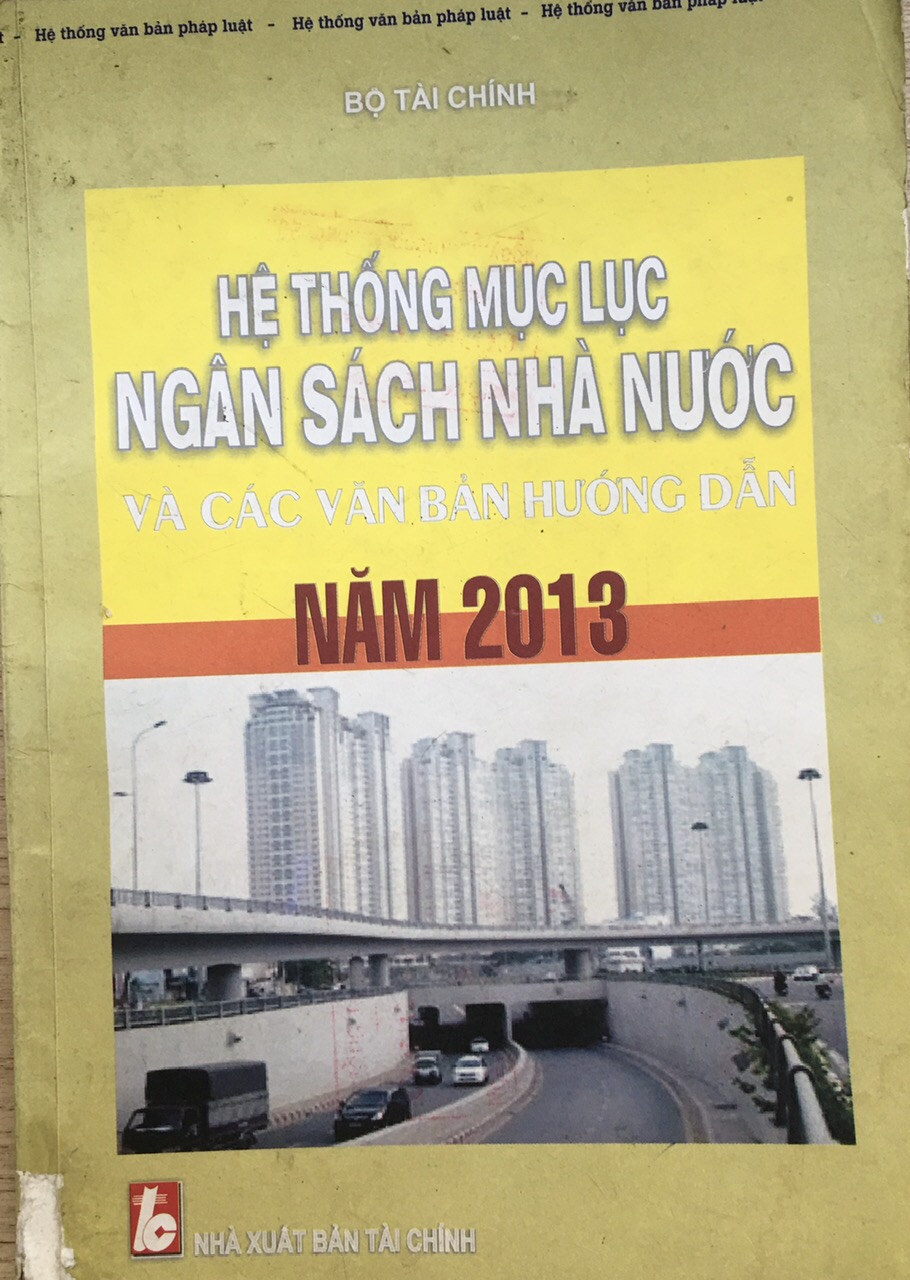 - Hệ thống văn bản pháp luật - Hệ thống văn bản pháp luật - Hệ thống văn bản pháp luật
BỘ TÀI CHÍNH
HỆ THỐNG MỤC LỤC
NGÂN SÁCH NHÀ NƯỚC
VÀ CÁC VĂN BẢN HƯỚNG DẪN
NĂM 2013
tc
NHÀ XUẤT BẢN TÀI CHÍNH